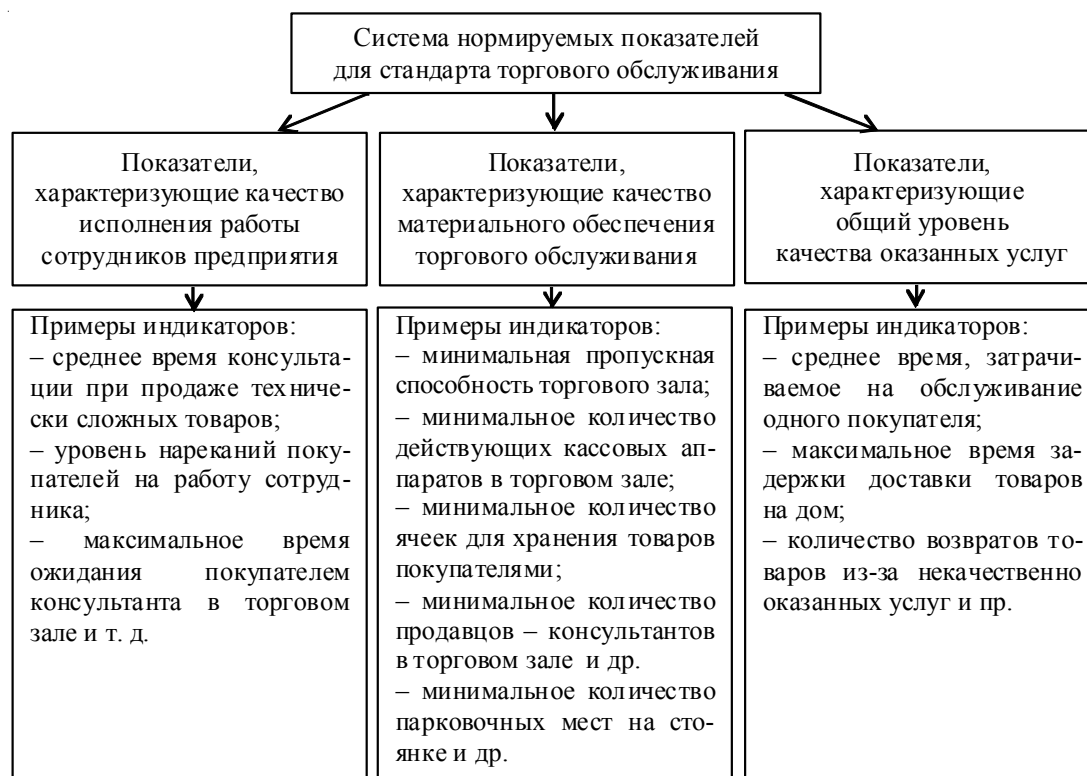 Система нормируемых показателей
для стандарта торгового обслуживания
Показатели,
характеризующие качество
исполнения работы
сотрудников предприятия
Показатели,
характеризующие качество
материального обеспечения
торгового обслуживания
Показатели,
характеризующие
общий уровень
качества оказанных услуг
Примеры индикаторов:
– среднее время консульта-
ции при продаже техниче-
ски сложных товаров;
– уровень нареканий поку-
пателей на работу сотруд-
ника;
– максимальное время
ожидания покупателем
консультанта в торговом
зале и т. д.
Примеры индикаторов:
– минимальная пропускная
способность торгового зала;
– минимальное количество
действующих кассовых ап-
паратов в торговом зале;
– минимальное количество
ячеек для хранения товаров
покупателями;
– минимальное количество
продавцов – консультантов
в торговом зале и др.
– минимальное количество
парковочных мест на сто-
янке и др.
Примеры индикаторов:
– среднее время, затрачи-
ваемое на обслуживание
одного покупателя;
– максимальное время за-
держки доставки товаров
на дом;
– количество возвратов то-
варов из-за некачественно
оказанных услуг и пр.